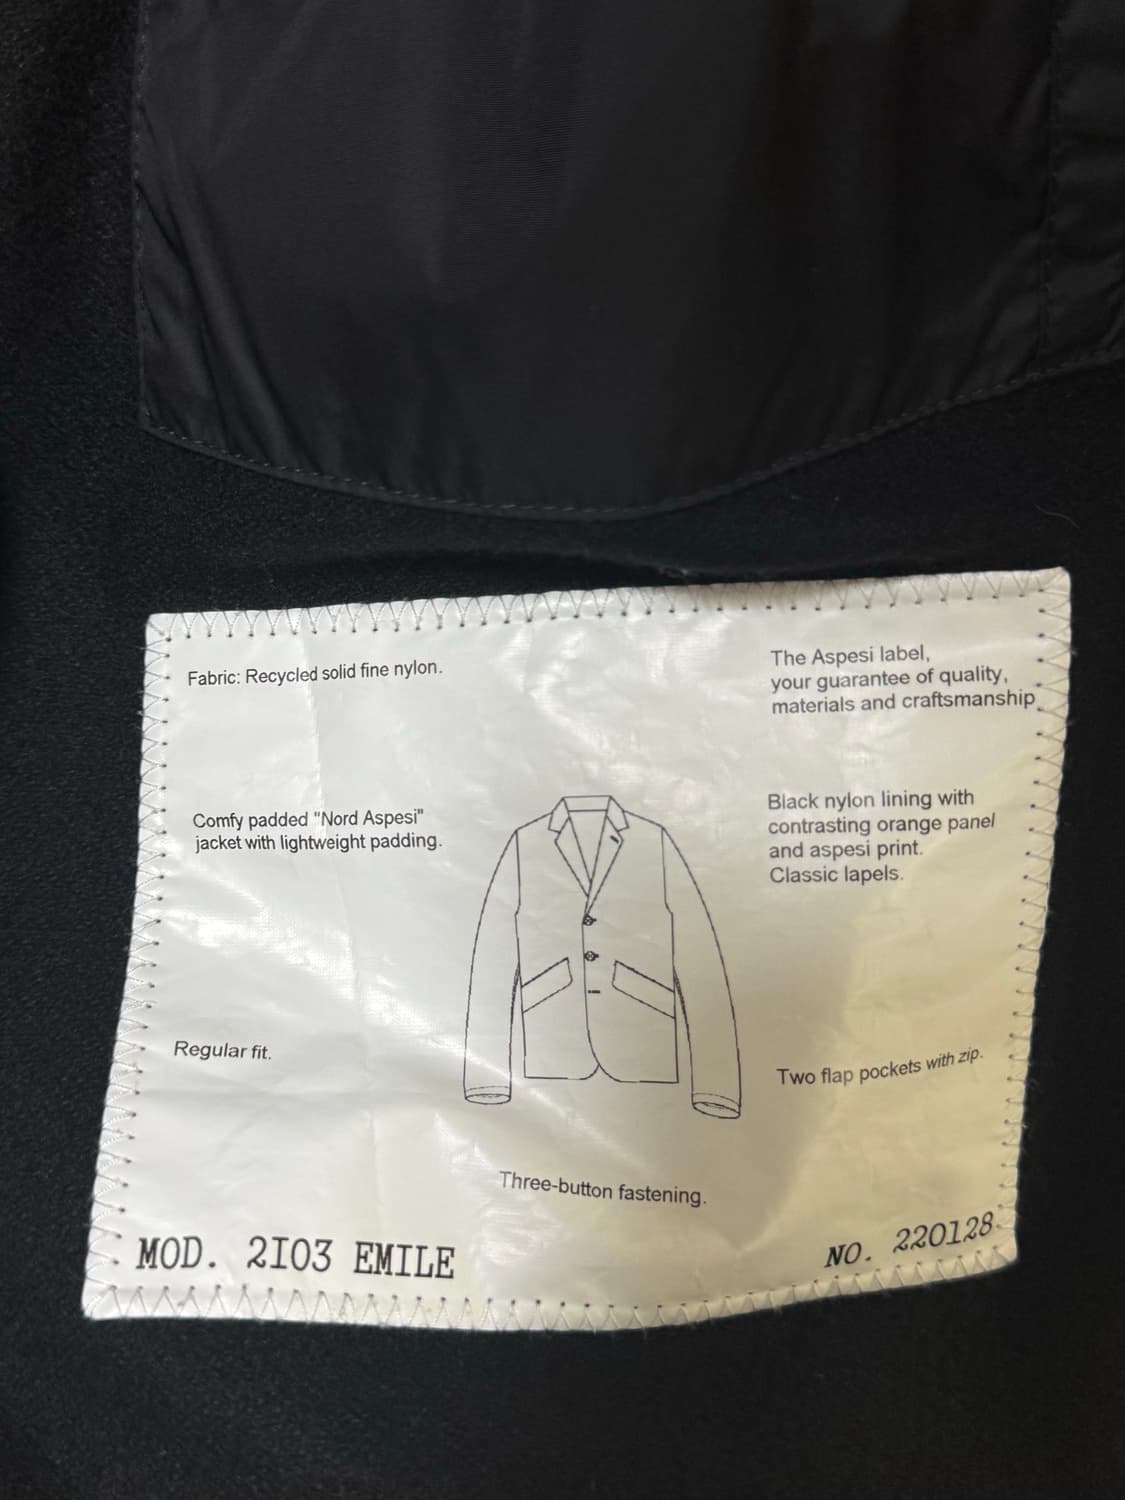 Fabric: Recycled solid fine nylon.
The Aspesi label,
your guarantee of quality,
materials and craftsmanship.
Comfy padded "Nord Aspesi"
jacket with lightweight padding.
Black nylon lining with
contrasting orange panel
and aspesi print.
Classic lapels.
Regular fit.
Two flap pockets with zip.
Three-button fastening.
MOD. 2I03 EMILE
NO. 220128